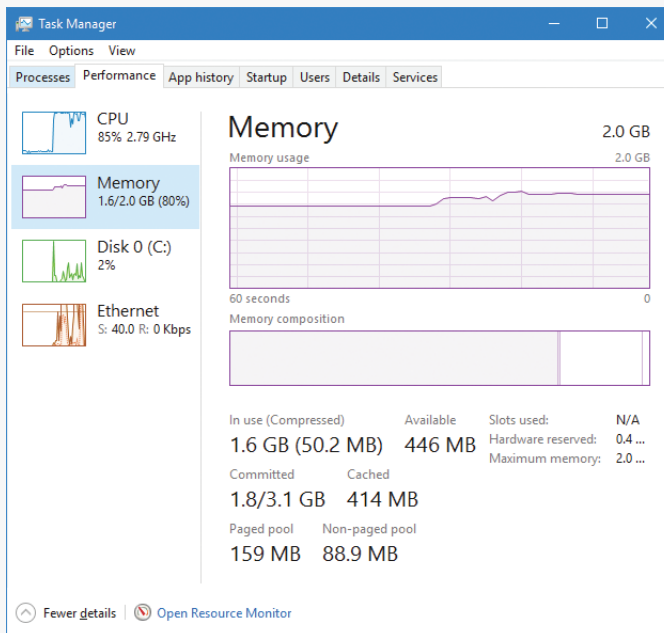 Task Manager
File Options View
Processes Performance App history Startup Users Details Services
CPU
85% 2.79 GHz
Memory
1.6/2.0 GB (80%)
Disk 0 (C:)
2%
Ethernet
S: 40.0 R: 0 Kbps
Memory 2.0 GB
Memory usage 2.0 GB
60 seconds 0
Memory composition
In use (Compressed) Available
1.6 GB (50.2 MB) 446 MB
Committed Cached
1.8/3.1 GB 414 MB
Paged pool Non-paged pool
159 MB 88.9 MB
Slots used: N/A
Hardware reserved: 0.4 ...
Maximum memory: 2.0 ...
Fewer details Open Resource Monitor